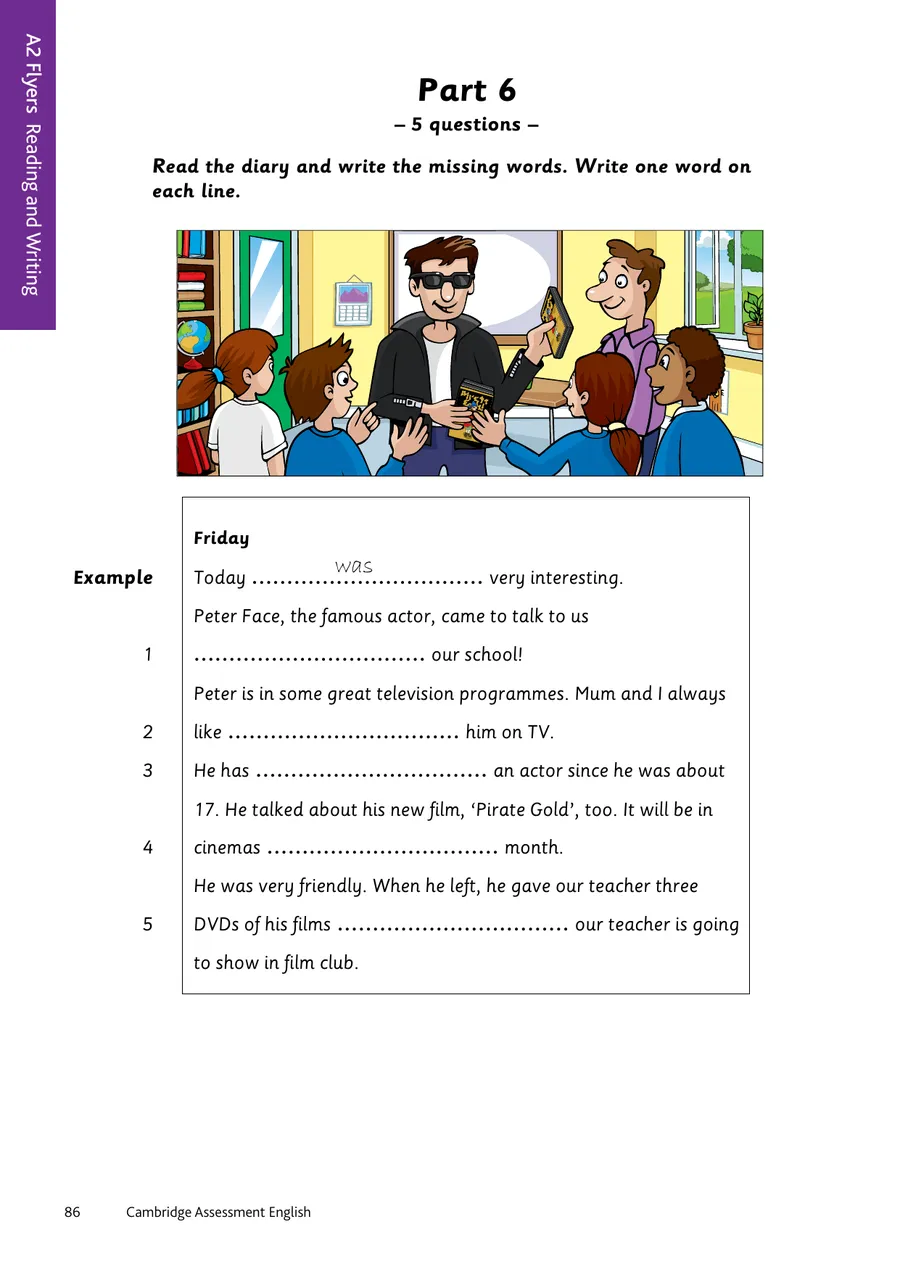 A2 Flyers Reading and Writing
Part 6
– 5 questions –
Read the diary and write the missing words. Write one word on
each line.
Friday
Example Today ................................. was very interesting.
Peter Face, the famous actor, came to talk to us
1 ................................. our school!
Peter is in some great television programmes. Mum and I always
2 like ................................. him on TV.
3 He has ................................. an actor since he was about
17. He talked about his new film, ‘Pirate Gold’, too. It will be in
4 cinemas ................................. month.
He was very friendly. When he left, he gave our teacher three
5 DVDs of his films ................................. our teacher is going
to show in film club.
86 Cambridge Assessment English